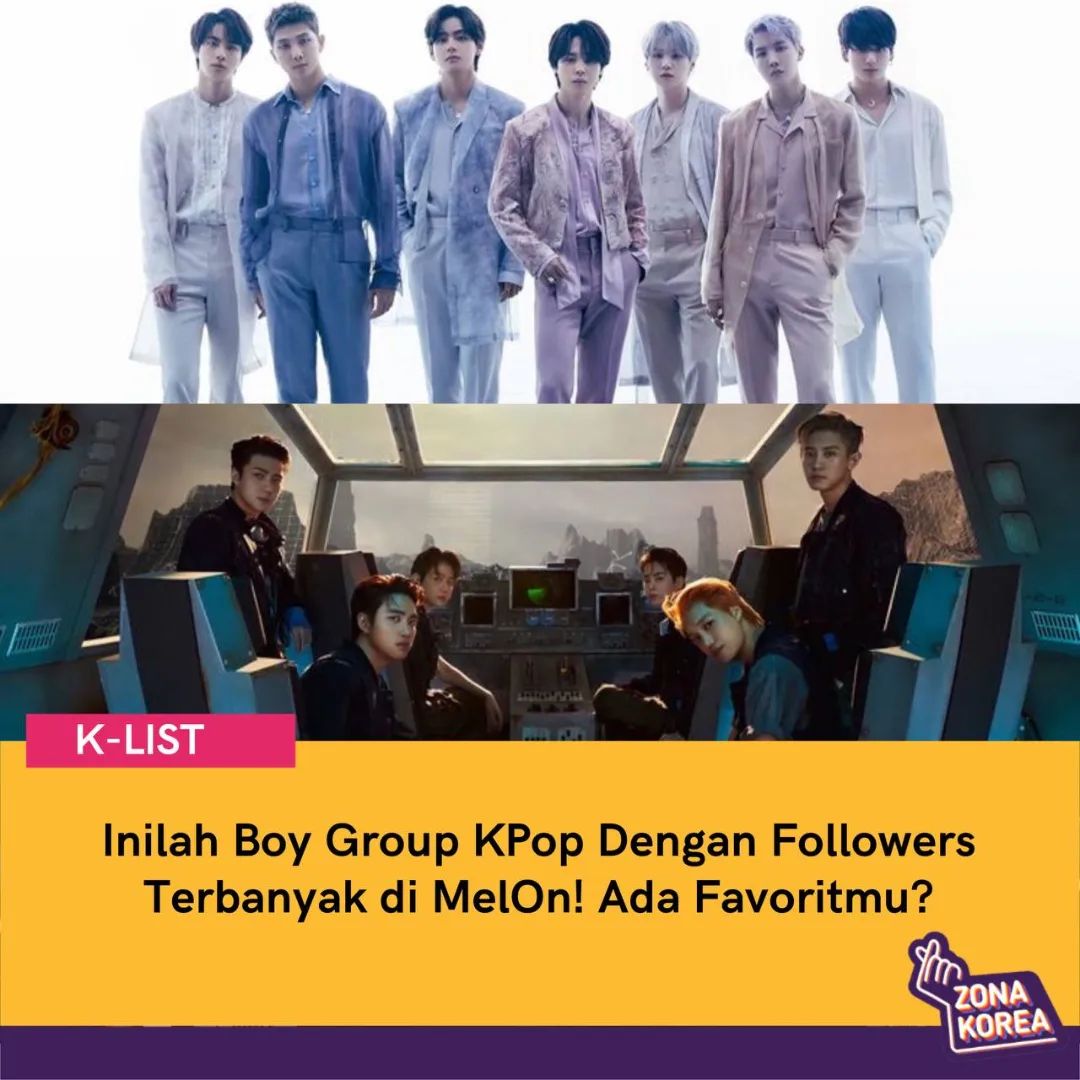 K-LIST
Inilah Boy Group KPop Dengan Followers
Terbanyak di MelOn! Ada Favoritmu?
ZONA
KOREA